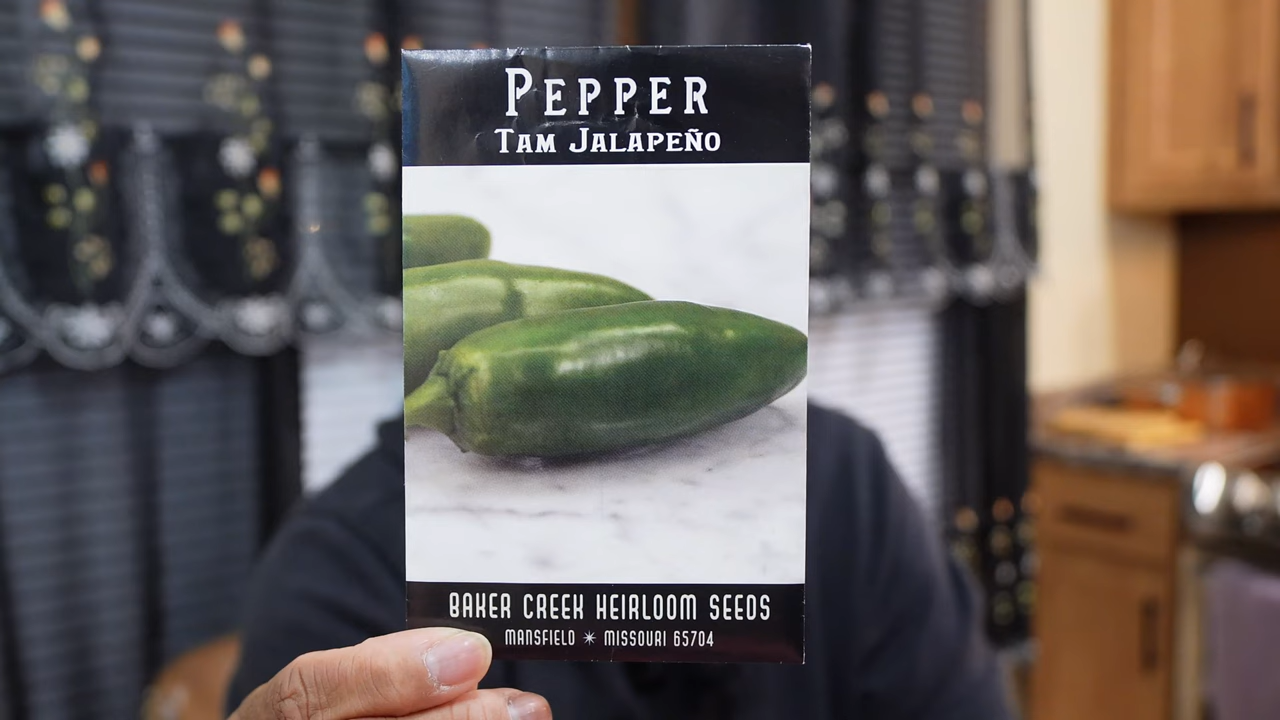 PEPPER
TAM JALAPEÑO
BAKER CREEK HEIRLOOM SEEDS
MANSFIELD ✴ MISSOURI 65704